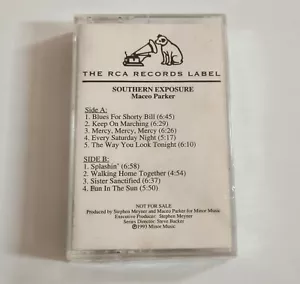 THE RCA RECORDS LABEL
SOUTHERN EXPOSURE
Maceo Parker
Side A:
1. Blues For Shorty Bill (6:45)
2. Keep On Marching (6:29)
3. Mercy, Mercy, Mercy (6:26)
4. Every Saturday Night (5:17)
5. The Way You Look Tonight (6:10)
SIDE B:
1. Splashin' (6:58)
2. Walking Home Together (4:54)
3. Sister Sanctified (6:37)
4. Fun In The Sun (5:50)
NOT FOR SALE
Produced by Stephen Meyner and Maceo Parker for Minor Music
Executive Producer: Stephen Meyner
Series Director: Steve Backer
℗1993 Minor Music